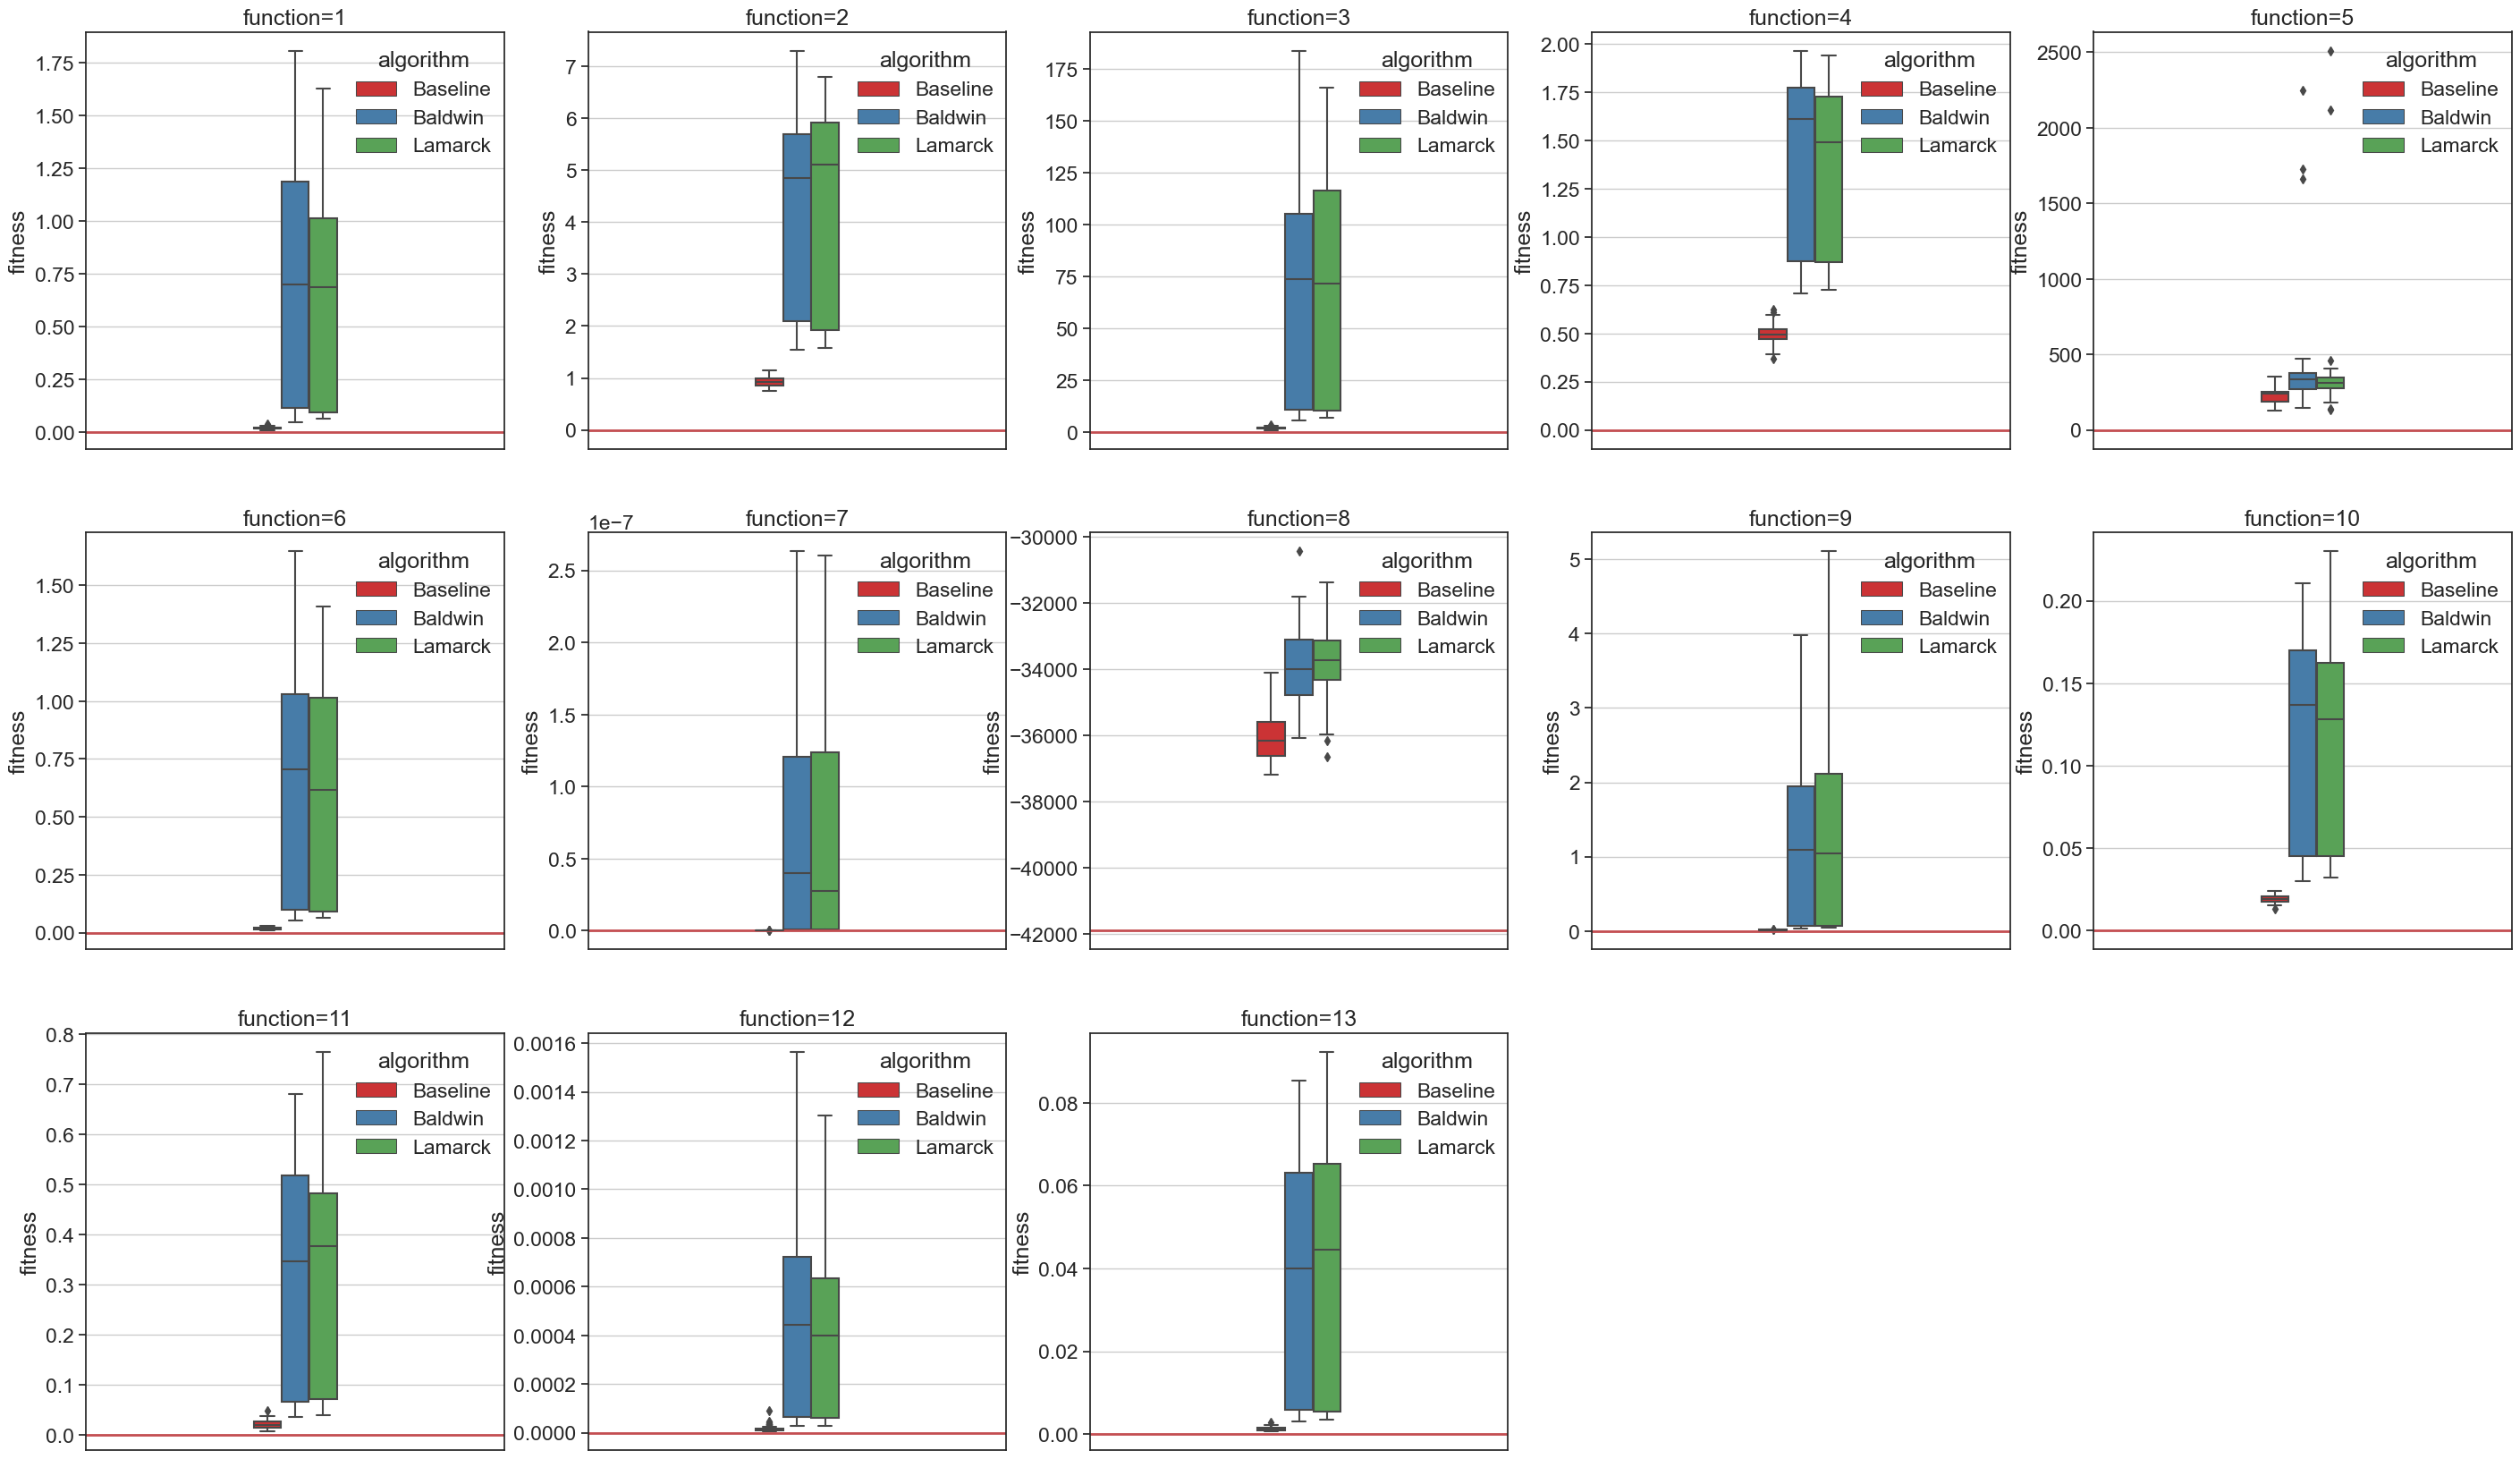 function=1
fitness
1.75
1.50
1.25
1.00
0.75
0.50
0.25
0.00
algorithm
Baseline
Baldwin
Lamarck
function=2
fitness
7
6
5
4
3
2
1
0
algorithm
Baseline
Baldwin
Lamarck
function=3
fitness
175
150
125
100
75
50
25
0
algorithm
Baseline
Baldwin
Lamarck
function=4
fitness
2.00
1.75
1.50
1.25
1.00
0.75
0.50
0.25
0.00
algorithm
Baseline
Baldwin
Lamarck
function=5
fitness
2500
2000
1500
1000
500
0
algorithm
Baseline
Baldwin
Lamarck
function=6
fitness
1.50
1.25
1.00
0.75
0.50
0.25
0.00
algorithm
Baseline
Baldwin
Lamarck
1e−7
function=7
fitness
2.5
2.0
1.5
1.0
0.5
0.0
algorithm
Baseline
Baldwin
Lamarck
function=8
fitness
−30000
−32000
−34000
−36000
−38000
−40000
−42000
algorithm
Baseline
Baldwin
Lamarck
function=9
fitness
5
4
3
2
1
0
algorithm
Baseline
Baldwin
Lamarck
function=10
fitness
0.20
0.15
0.10
0.05
0.00
algorithm
Baseline
Baldwin
Lamarck
function=11
fitness
0.8
0.7
0.6
0.5
0.4
0.3
0.2
0.1
0.0
algorithm
Baseline
Baldwin
Lamarck
function=12
fitness
0.0016
0.0014
0.0012
0.0010
0.0008
0.0006
0.0004
0.0002
0.0000
algorithm
Baseline
Baldwin
Lamarck
function=13
fitness
0.08
0.06
0.04
0.02
0.00
algorithm
Baseline
Baldwin
Lamarck